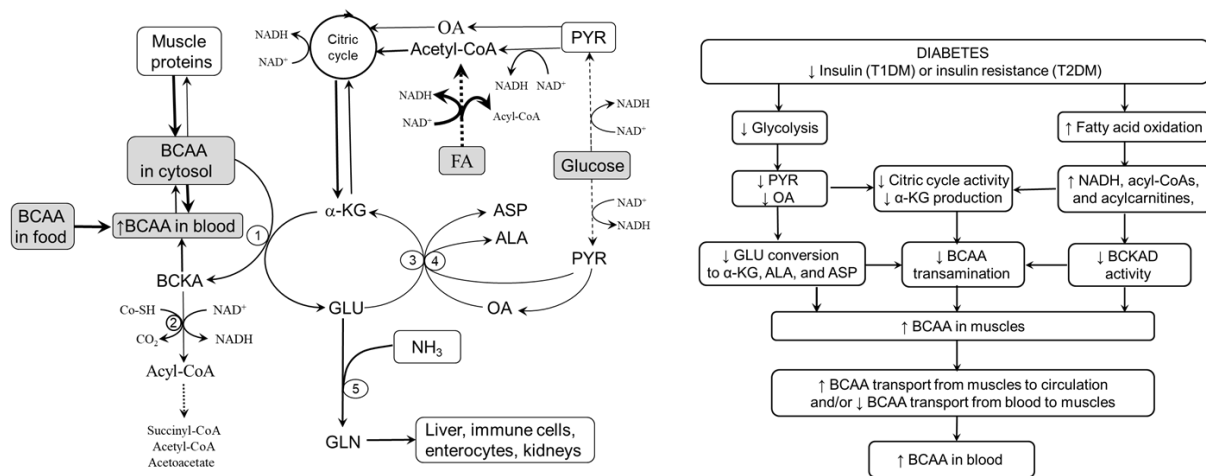 Muscle
proteins
BCAA
in cytosol
BCAA
in food
↑BCAA in blood
BCKA
Co-SH
NAD⁺
CO₂
NADH
Acyl-CoA
Succinyl-CoA
Acetyl-CoA
Acetoacetate
NADH
NAD⁺
Citric
cycle
OA
Acetyl-CoA
PYR
NADH
NAD⁺
NADH
NAD⁺
Acyl-CoA
FA
NADH
NAD⁺
Glucose
NAD⁺
NADH
PYR
α-KG
ASP
ALA
1
2
3
4
GLU
OA
NH₃
5
GLN
Liver, immune cells,
enterocytes, kidneys
DIABETES
↓ Insulin (T1DM) or insulin resistance (T2DM)
↓ Glycolysis
↑ Fatty acid oxidation
↓ PYR
↓ OA
↓ Citric cycle activity
↓ α-KG production
↑ NADH, acyl-CoAs,
and acylcarnitines,
↓ GLU conversion
to α-KG, ALA, and ASP
↓ BCAA
transamination
↓ BCKAD
activity
↑ BCAA in muscles
↑ BCAA transport from muscles to circulation
and/or ↓ BCAA transport from blood to muscles
↑ BCAA in blood